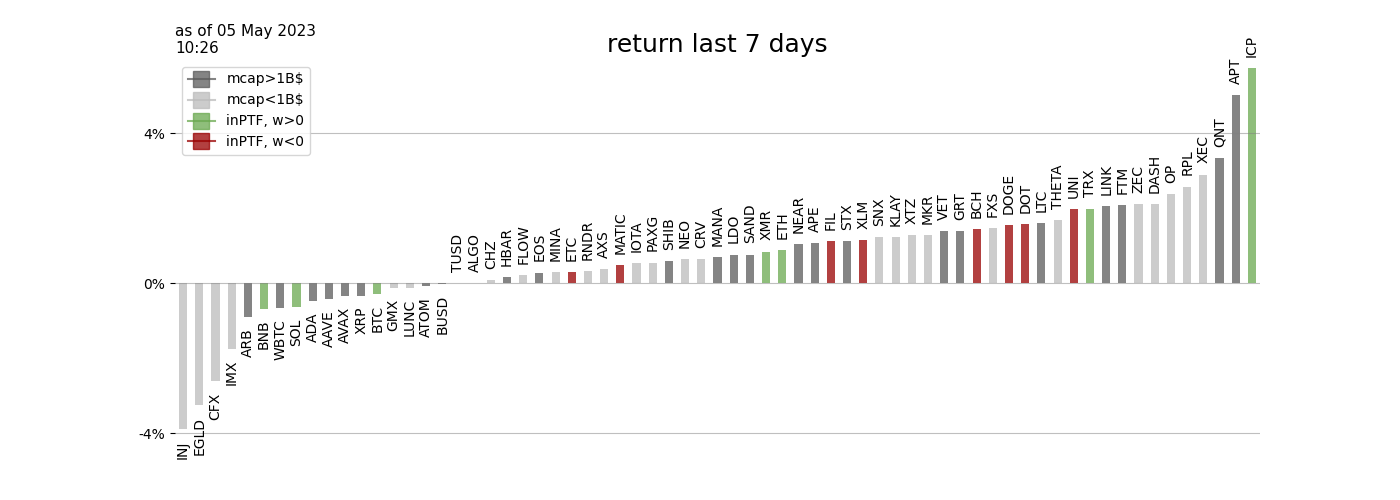 as of 05 May 2023
10:26
return last 7 days
mcap>1B$
mcap<1B$
inPTF, w>0
inPTF, w<0
4%
0%
-4%
INJ
EGLD
CFX
IMX
ARB
BNB
WBTC
SOL
ADA
AAVE
AVAX
XRP
BTC
GMX
LUNC
ATOM
BUSD
TUSD
ALGO
CHZ
HBAR
FLOW
EOS
MINA
ETC
RNDR
AXS
MATIC
IOTA
PAXG
SHIB
NEO
CRV
MANA
LDO
SAND
XMR
ETH
NEAR
APE
FIL
STX
XLM
SNX
KLAY
XTZ
MKR
VET
GRT
BCH
FXS
DOGE
DOT
LTC
THETA
UNI
TRX
LINK
FTM
ZEC
DASH
OP
RPL
XEC
QNT
APT
ICP